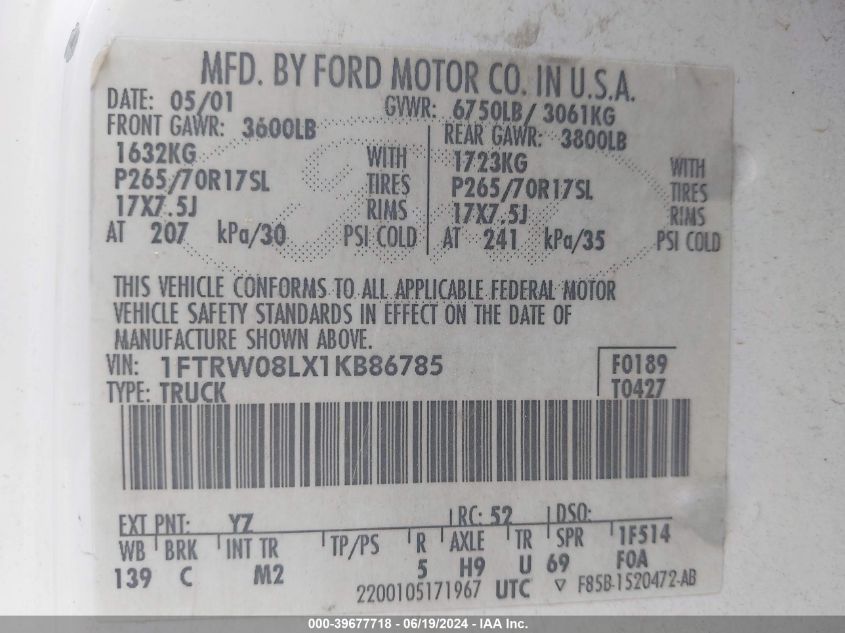 MFD. BY FORD MOTOR CO. IN U.S.A.
DATE: 05/01 GVWR: 6750LB/ 3061KG
FRONT GAWR: 3600LB REAR GAWR: 3800LB
1632KG WITH 1723KG WITH
P265/70R17SL TIRES P265/70R17SL TIRES
17X7.5J RIMS 17X7.5J RIMS
AT 207 kPa/30 PSI COLD AT 241 kPa/35 PSI COLD
THIS VEHICLE CONFORMS TO ALL APPLICABLE FEDERAL MOTOR
VEHICLE SAFETY STANDARDS IN EFFECT ON THE DATE OF
MANUFACTURE SHOWN ABOVE.
VIN: 1FTRW08LX1KB86785 F0189
TYPE: TRUCK T0427
EXT PNT: YZ RC: 52 DSO:
WB BRK INT TR TP/PS R AXLE TR SPR 1F514
139 C M2 5 H9 U 69 FOA
2200105171967 UTC ▽ F85B-1520472-AB
000-39677718 - 06/19/2024 - IAAI.com